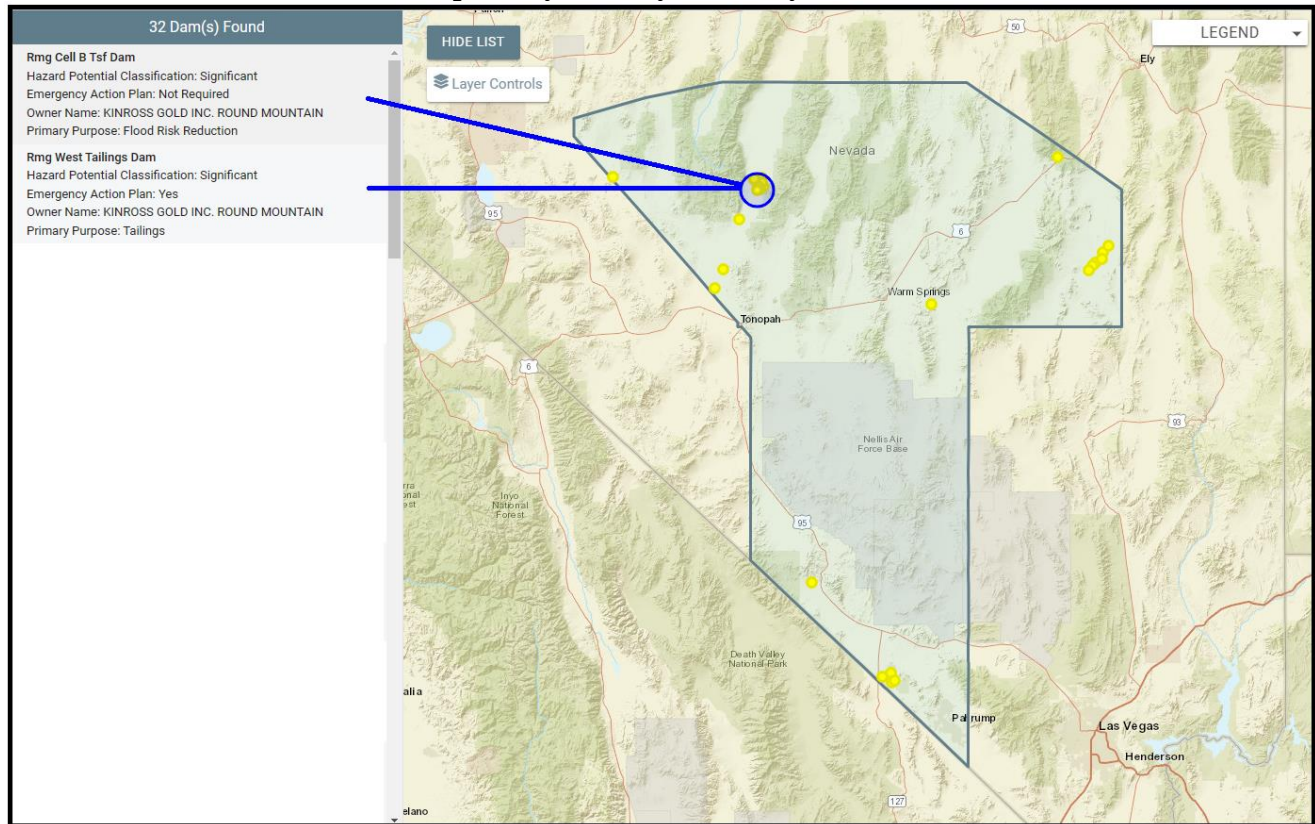 32 Dam(s) Found
Rmg Cell B Tsf Dam
Hazard Potential Classification: Significant
Emergency Action Plan: Not Required
Owner Name: KINROSS GOLD INC. ROUND MOUNTAIN
Primary Purpose: Flood Risk Reduction
Rmg West Tailings Dam
Hazard Potential Classification: Significant
Emergency Action Plan: Yes
Owner Name: KINROSS GOLD INC. ROUND MOUNTAIN
Primary Purpose: Tailings
HIDE LIST
Layer Controls
LEGEND
50
Ely
Nevada
95
6
Warm Springs
Tonopah
6
93
Nellis Air
Force Base
Inyo
National
Forest
95
Death Valley
National Park
Pahrump
Las Vegas
Henderson
127